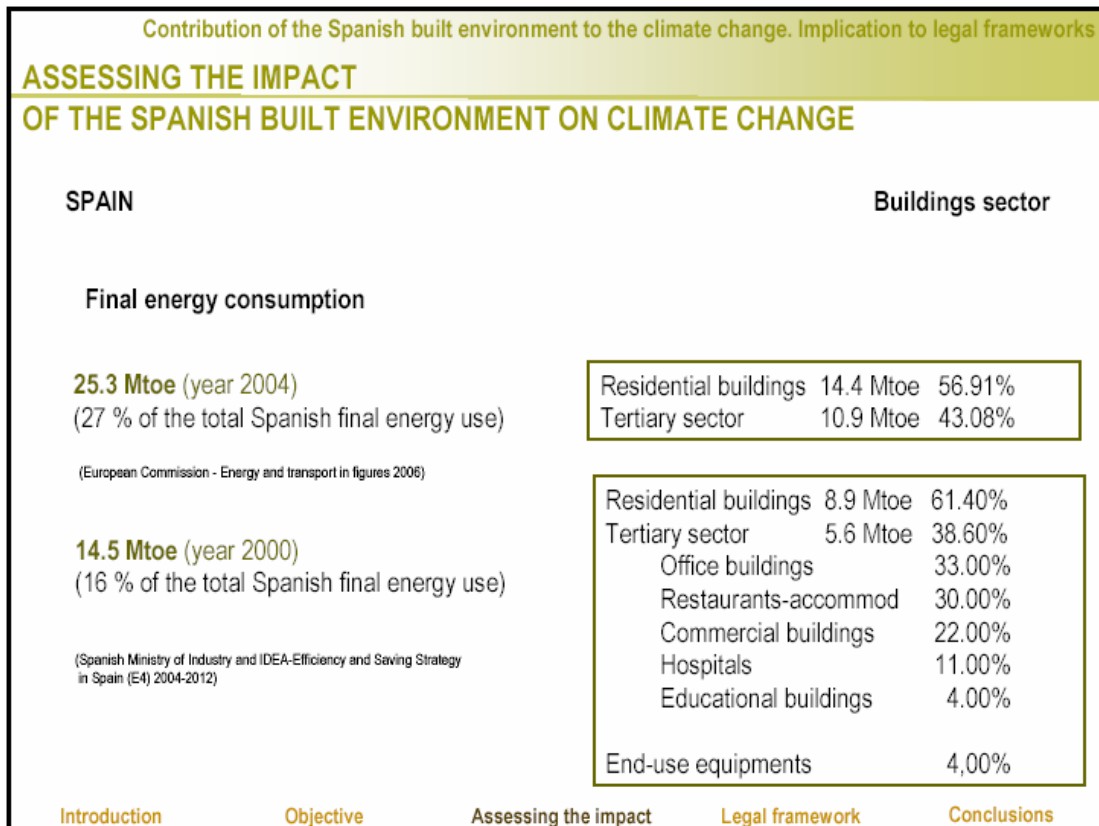 Contribution of the Spanish built environment to the climate change. Implication to legal frameworks
ASSESSING THE IMPACT
OF THE SPANISH BUILT ENVIRONMENT ON CLIMATE CHANGE
SPAIN
Buildings sector
Final energy consumption
25.3 Mtoe (year 2004)
(27 % of the total Spanish final energy use)
(European Commission - Energy and transport in figures 2006)
Residential buildings 14.4 Mtoe 56.91%
Tertiary sector 10.9 Mtoe 43.08%
14.5 Mtoe (year 2000)
(16 % of the total Spanish final energy use)
(Spanish Ministry of Industry and IDEA-Efficiency and Saving Strategy
in Spain (E4) 2004-2012)
Residential buildings 8.9 Mtoe 61.40%
Tertiary sector 5.6 Mtoe 38.60%
Office buildings 33.00%
Restaurants-accommod 30.00%
Commercial buildings 22.00%
Hospitals 11.00%
Educational buildings 4.00%
End-use equipments 4,00%
Introduction Objective Assessing the impact Legal framework Conclusions